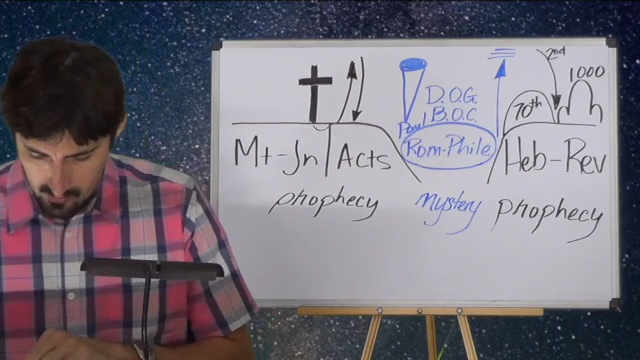 2nd
1000
D.O.G.
B.O.C.
70th
Paul
Mt-Jn Acts Rom-Phile Heb-Rev
prophecy mystery prophecy